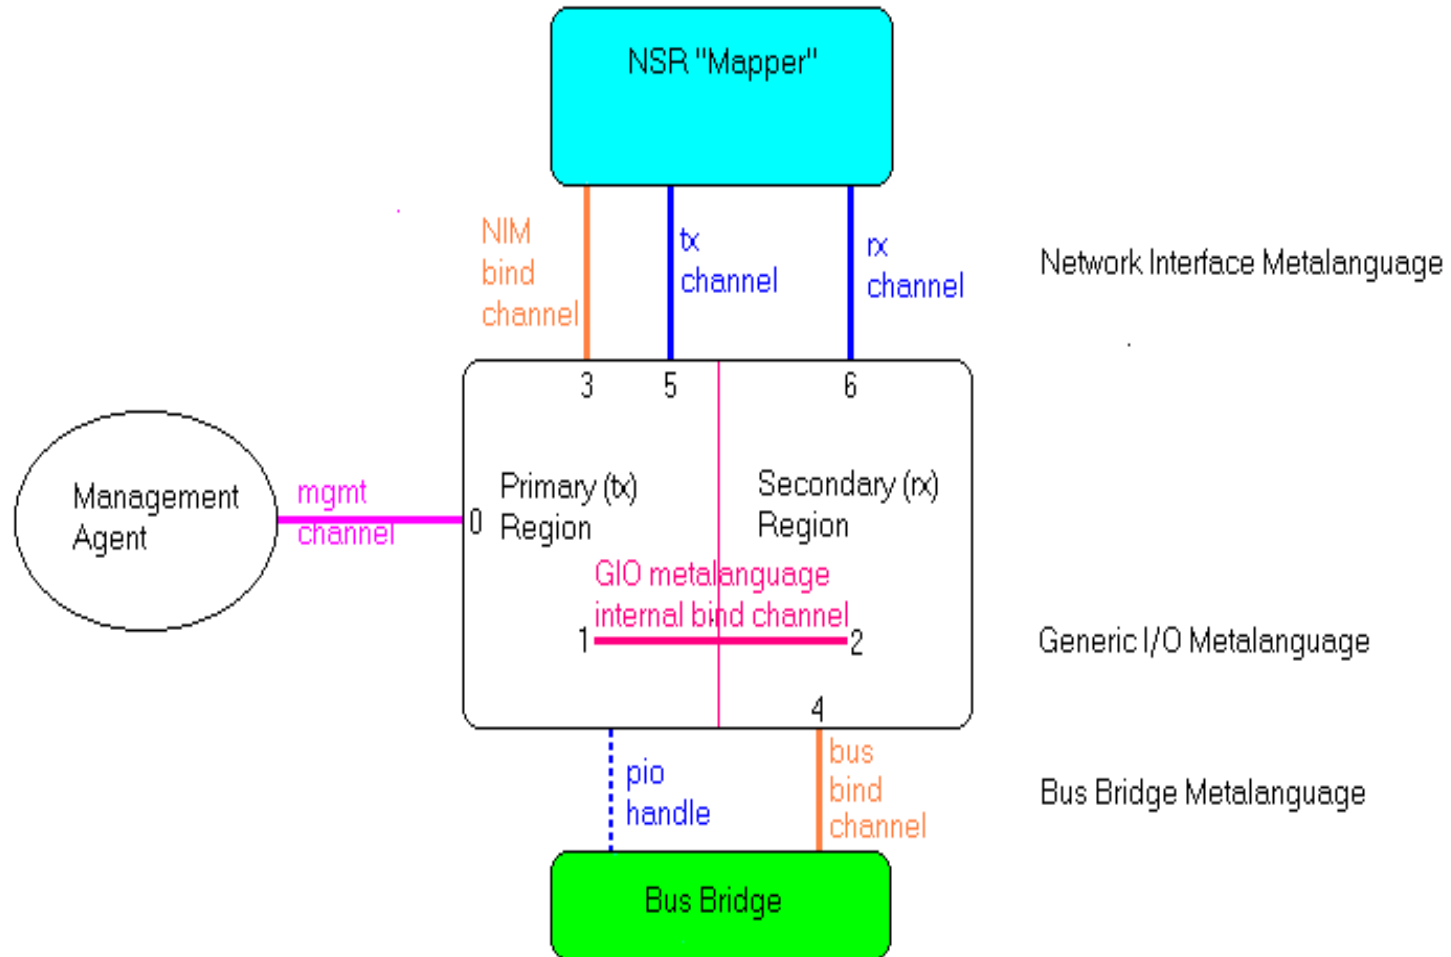 NSR "Mapper"
NIM
bind
channel
tx
channel
rx
channel
Network Interface Metalanguage
3
5
6
Management
Agent
mgmt
channel
0
Primary (tx)
Region
Secondary (rx)
Region
GIO metalanguage
internal bind channel
1
2
Generic I/O Metalanguage
4
pio
handle
bus
bind
channel
Bus Bridge Metalanguage
Bus Bridge